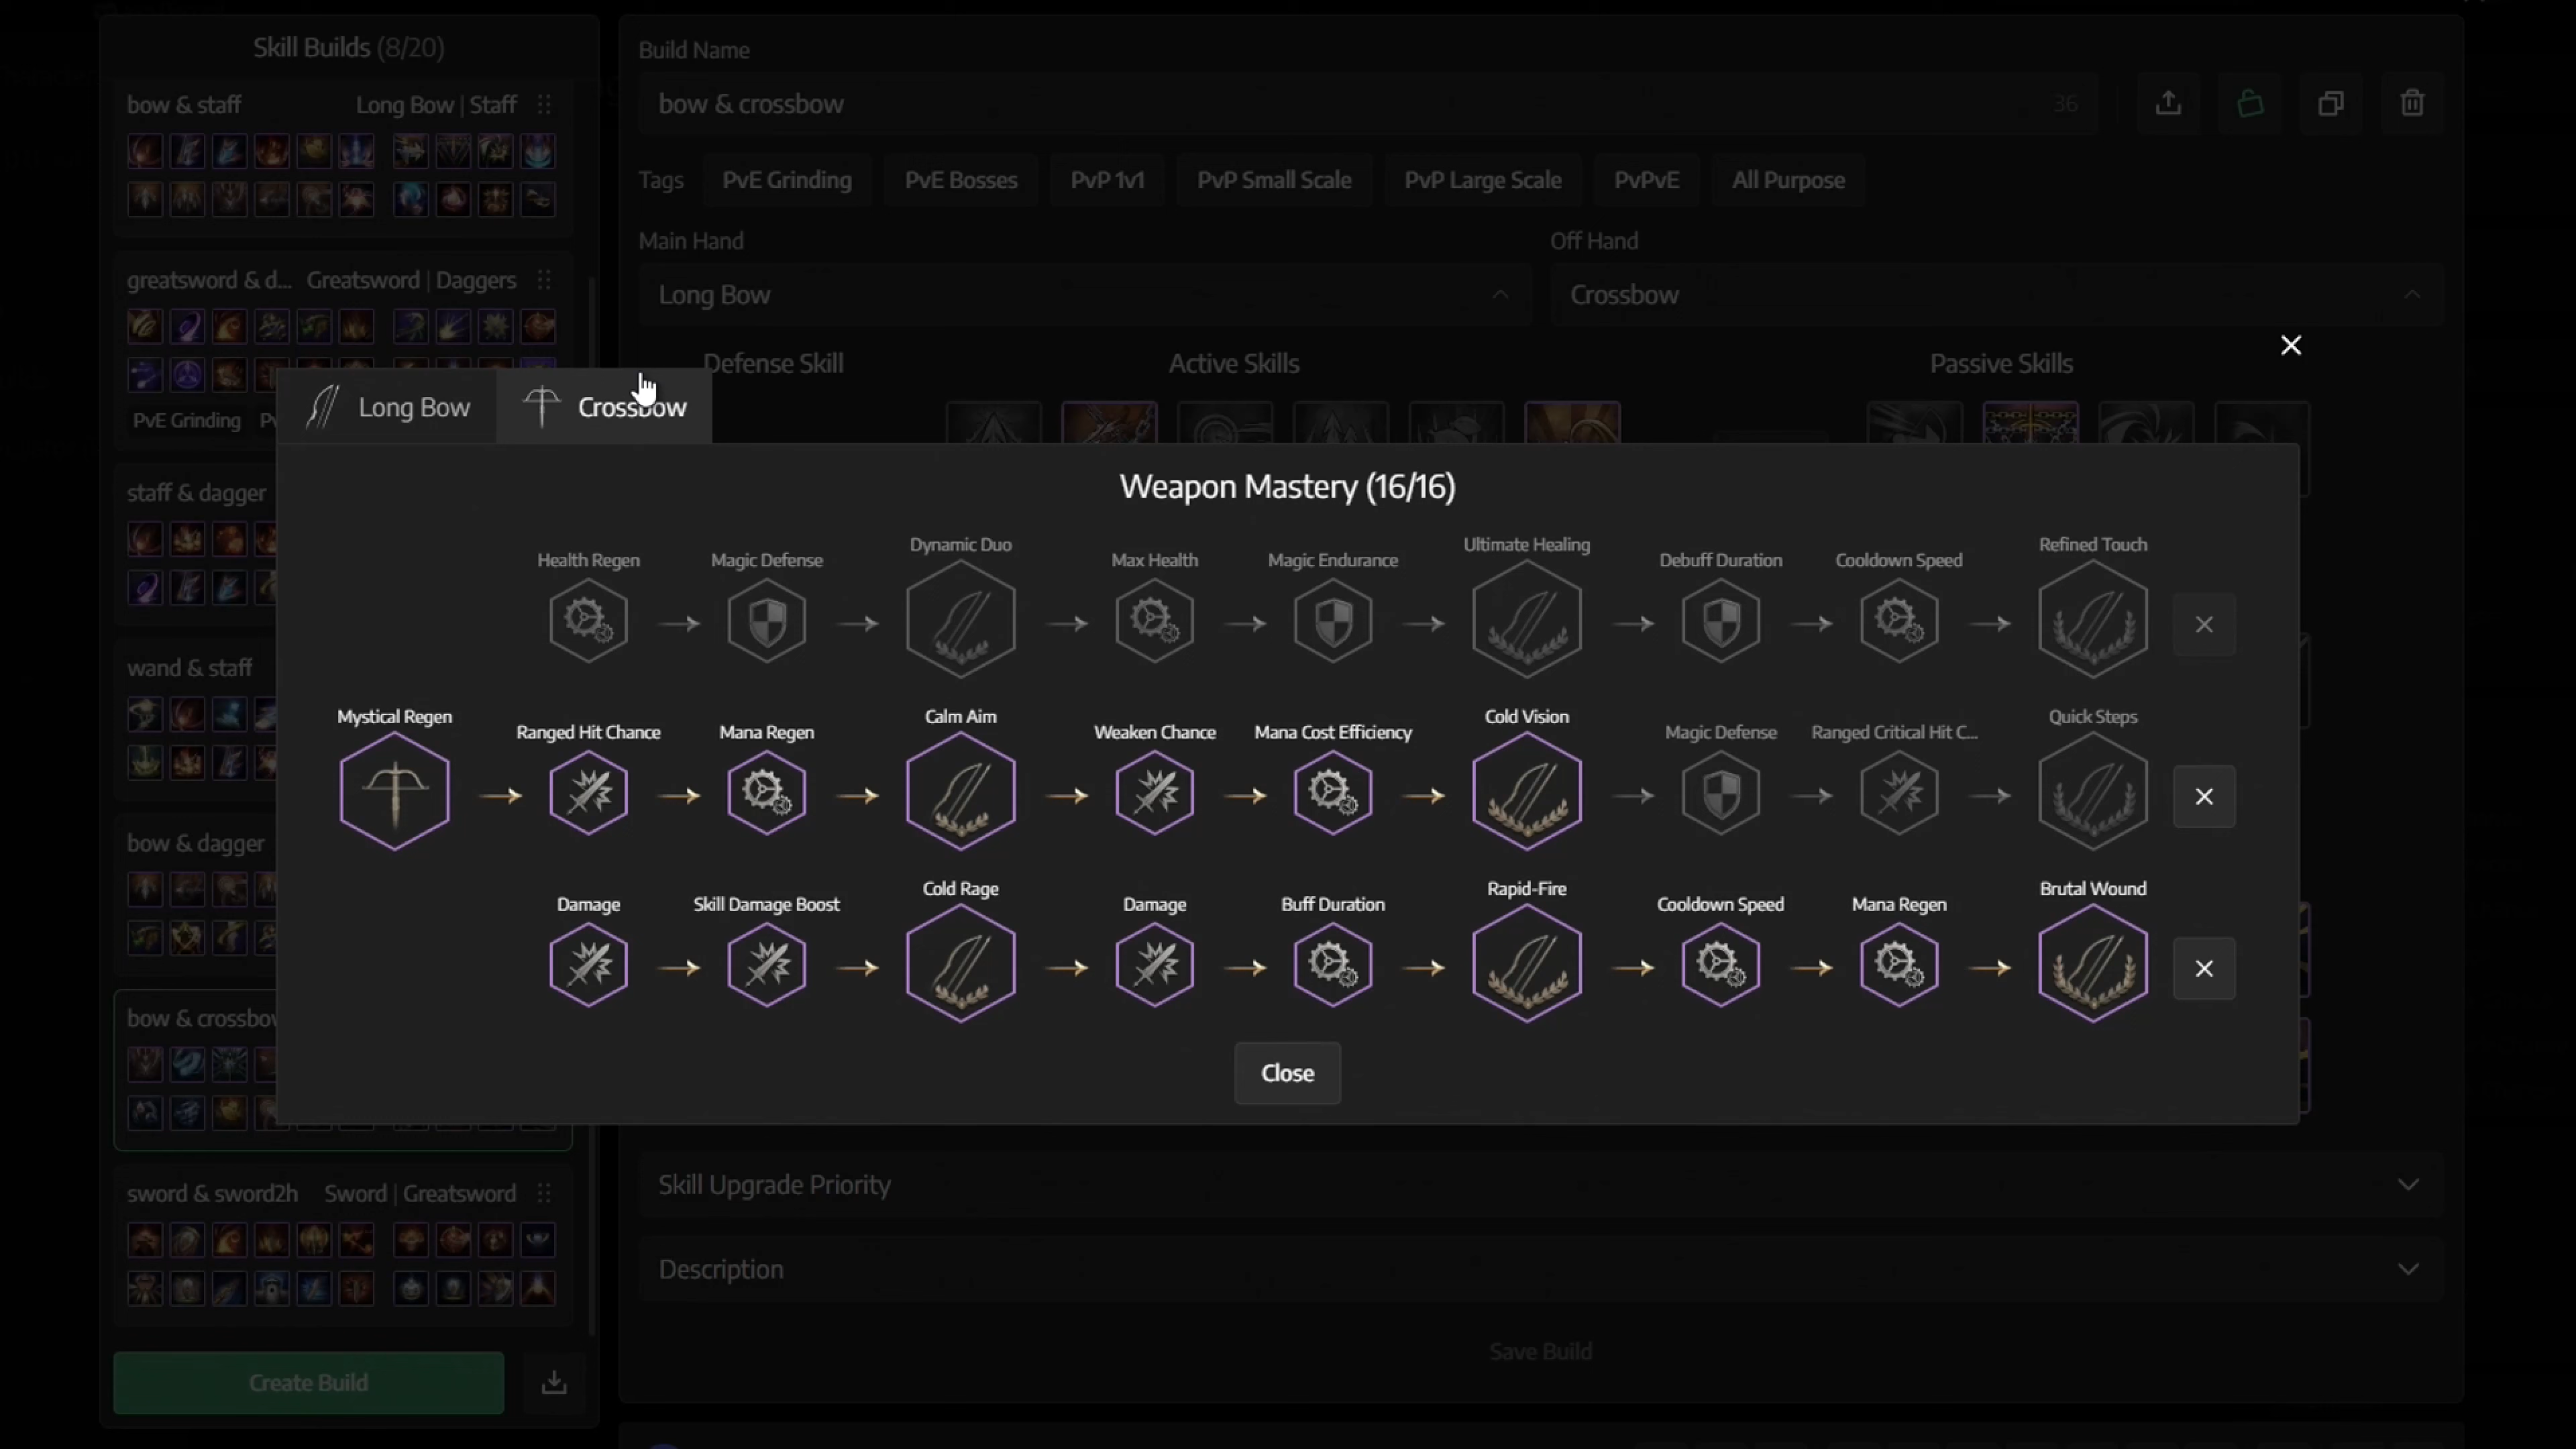 Skill Builds (8/20)
bow & staff Long Bow | Staff
greatsword & d... Greatsword | Daggers
PvE Grinding
staff & dagger
wand & staff
bow & dagger
bow & crossbow
sword & sword2h Sword | Greatsword
Create Build
Build Name
bow & crossbow 36
Tags PvE Grinding PvE Bosses PvP 1v1 PvP Small Scale PvP Large Scale PvPvE All Purpose
Main Hand Off Hand
Long Bow Crossbow
Defense Skill Active Skills Passive Skills
Long Bow Crossbow
Weapon Mastery (16/16)
Health Regen Magic Defense Dynamic Duo Max Health Magic Endurance Ultimate Healing Debuff Duration Cooldown Speed Refined Touch
Mystical Regen Ranged Hit Chance Mana Regen Calm Aim Weaken Chance Mana Cost Efficiency Cold Vision Magic Defense Ranged Critical Hit C... Quick Steps
Damage Skill Damage Boost Cold Rage Damage Buff Duration Rapid-Fire Cooldown Speed Mana Regen Brutal Wound
Close
Skill Upgrade Priority
Description
Save Build